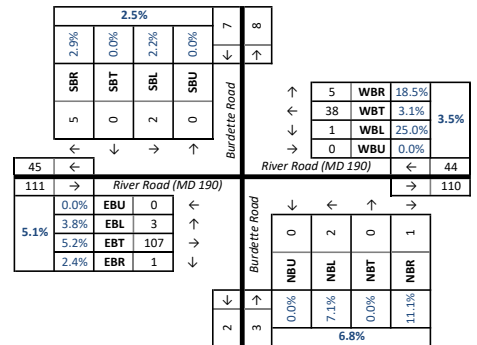 2.5%
7
8
2.9% 0.0% 2.2% 0.0%
↓ ↑
SBR SBT SBL SBU
Burdette Road
5 0 2 0
← ↓ → ↑
↑ 5 WBR 18.5%
← 38 WBT 3.1%
↓ 1 WBL 25.0%
→ 0 WBU 0.0%
3.5%
45 ←
River Road (MD 190) ← 44
111 → River Road (MD 190)
→ 110
5.1%
0.0% EBU 0 ←
3.8% EBL 3 ↑
5.2% EBT 107 →
2.4% EBR 1 ↓
Burdette Road
↓ ← ↑ →
0 2 0 1
NBU NBL NBT NBR
↓ ↑
0.0% 7.1% 0.0% 11.1%
2 3
6.8%